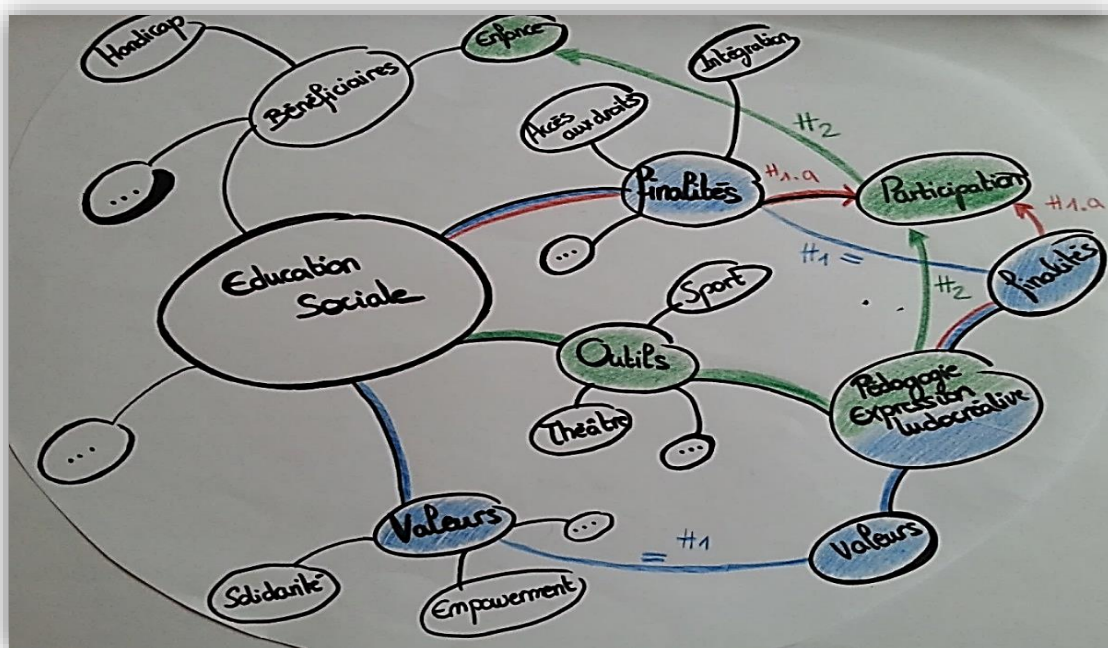 Handicap
Bénéficiaires
Enfance
Intégration
Accès
aux droits
finalités
H1.a
H2
Participation
H1.a
...
...
H1 =
finalités
Education
Sociale
Sport
H2
Outils
Pédagogie
Expression
ludocréative
Théâtre
...
...
Valeurs
...
= H1
Valeurs
Solidarité
Empowerment